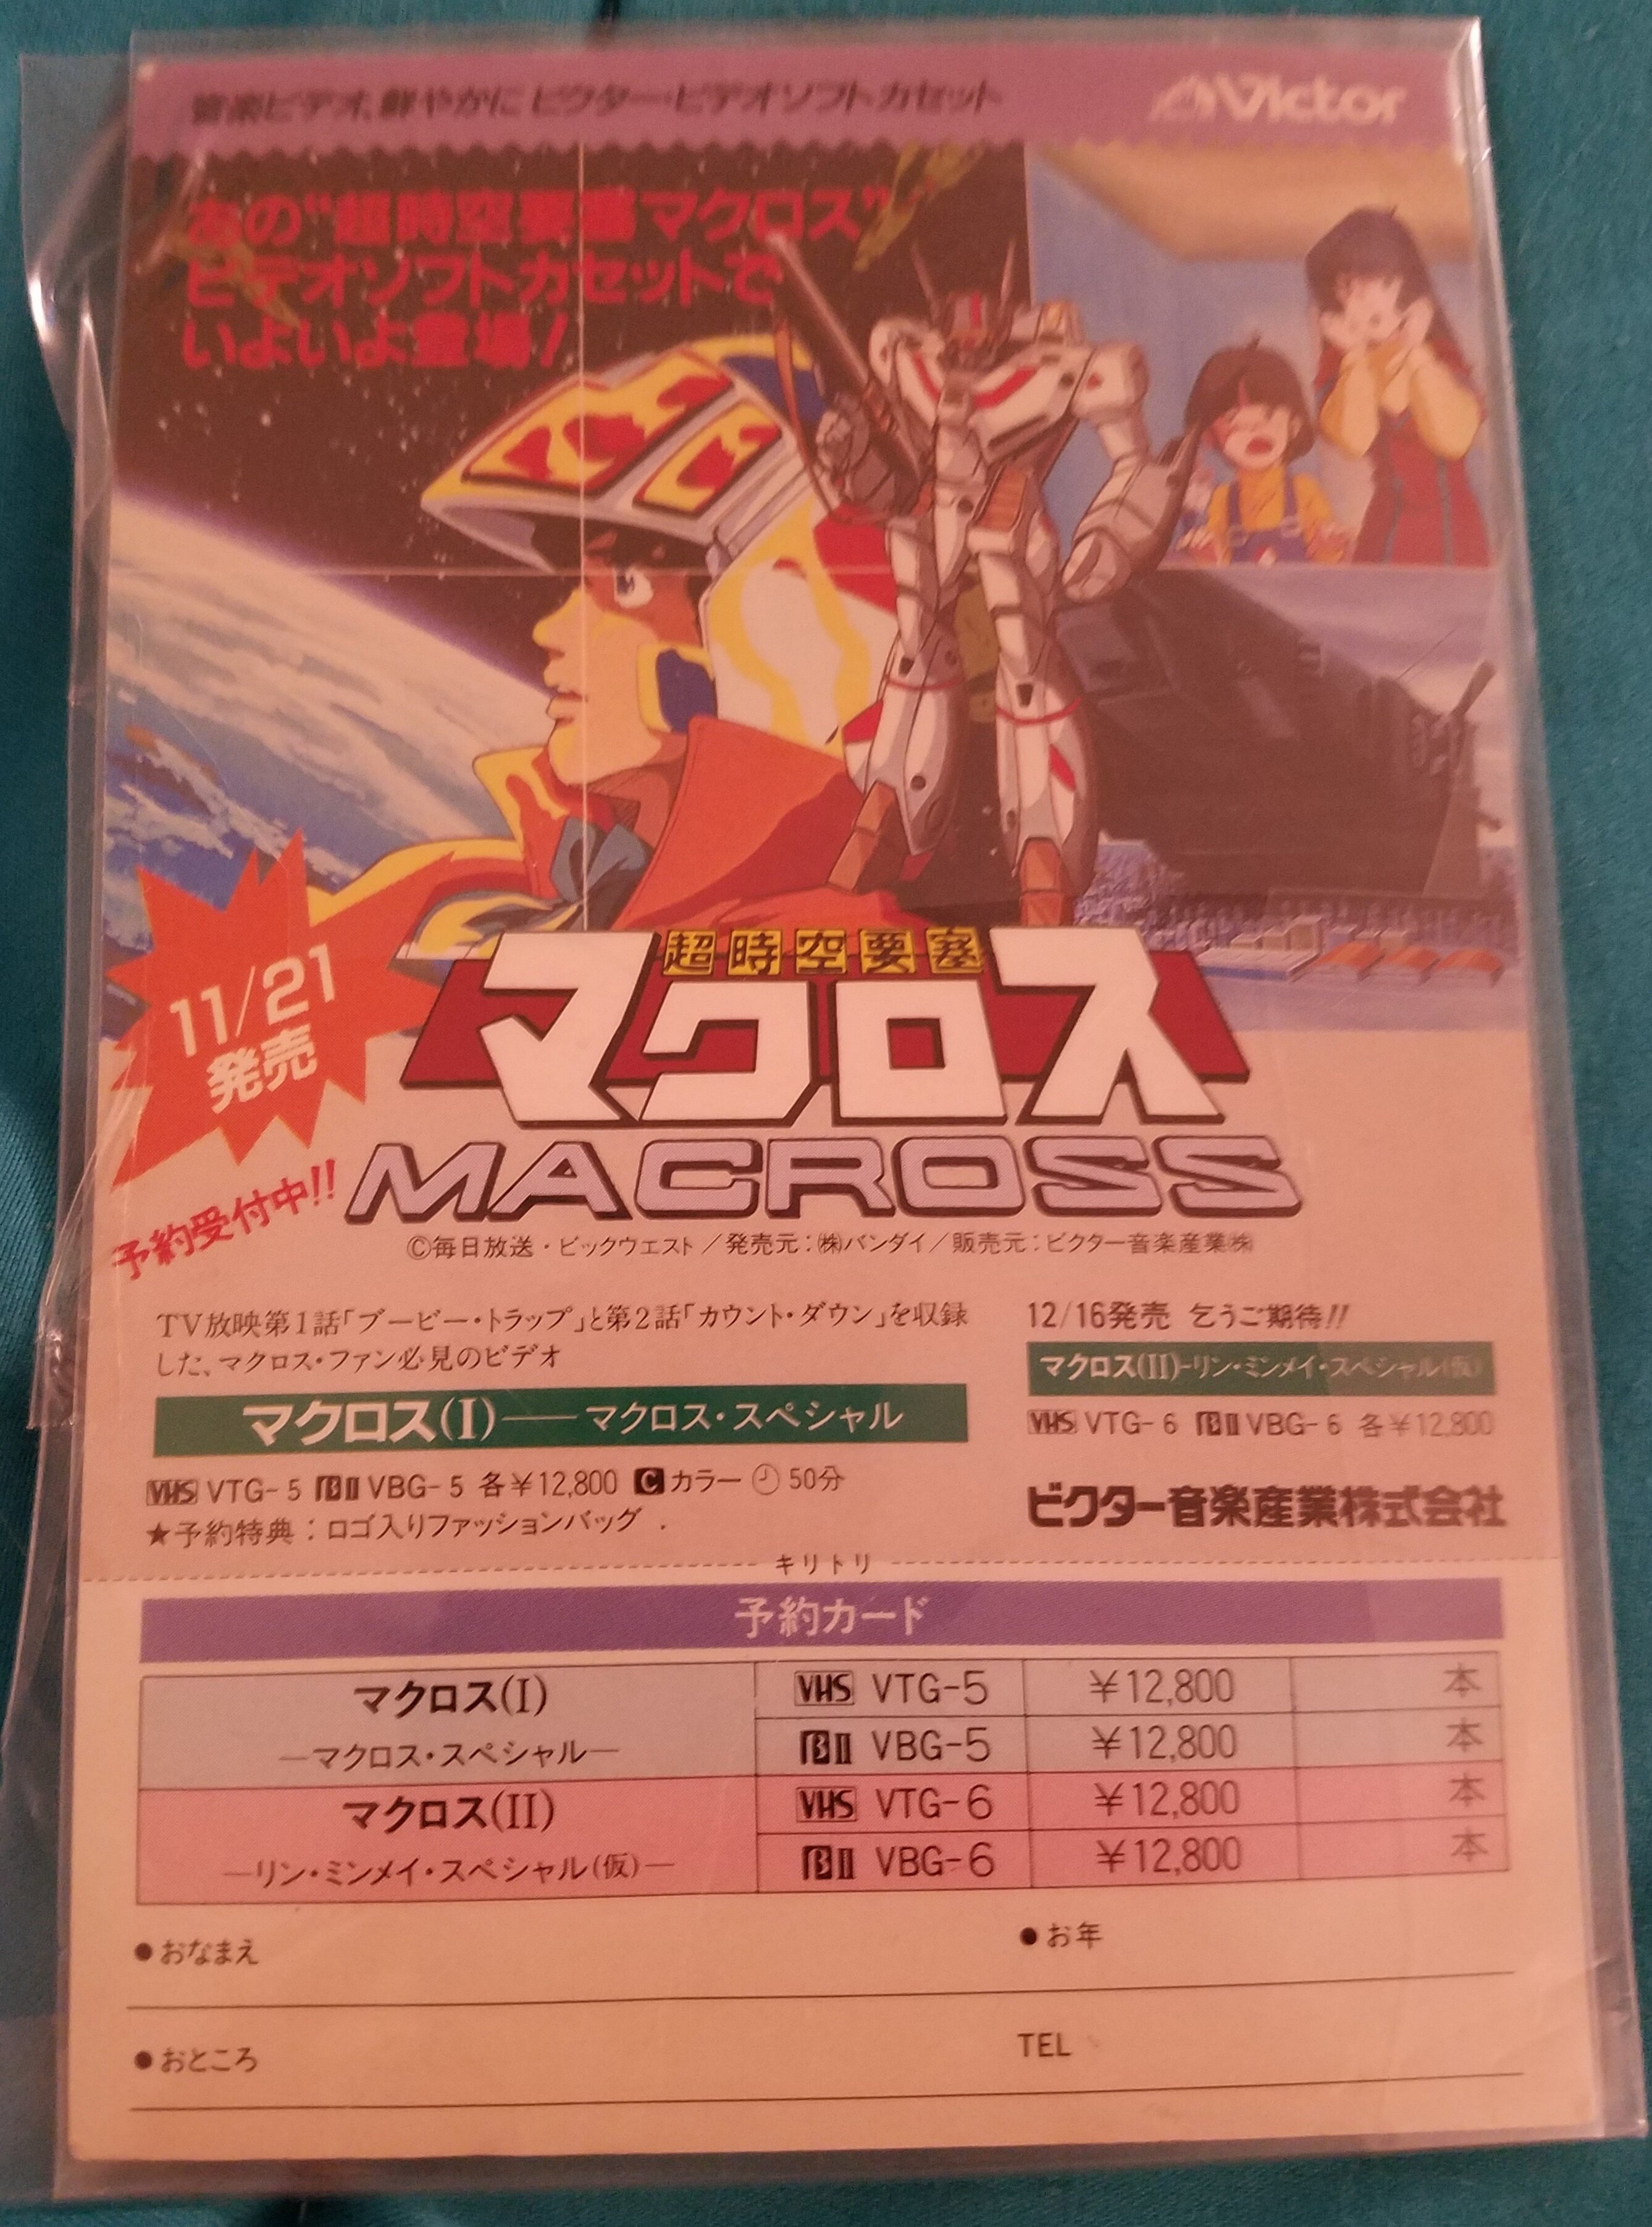 音楽ビデオ、鮮やかに ビクター・ビデオソフトカセット
Victor
あの“超時空要塞マクロス”
ビデオソフトカセットで
いよいよ登場!
11/21
発売
予約受付中!!
超時空要塞
マクロス
MACROSS
©毎日放送・ビックウエスト/発売元:㈱バンダイ/販売元:ビクター音楽産業㈱
TV放映第1話「ブービー・トラップ」と第2話「カウント・ダウン」を収録
した、マクロス・ファン必見のビデオ
マクロス(I)――マクロス・スペシャル
VHS VTG-5 βII VBG-5 各¥12,800 C カラー 50分
★予約特典:ロゴ入りファッションバッグ
12/16発売 乞うご期待!!
マクロス(II)-リン・ミンメイ・スペシャル(仮)
VHS VTG-6 βII VBG-6 各¥12,800
ビクター音楽産業株式会社
キリトリ
予約カード
マクロス(I)
―マクロス・スペシャル―
VHS VTG-5 ¥12,800 本
βII VBG-5 ¥12,800 本
マクロス(II)
―リン・ミンメイ・スペシャル(仮)―
VHS VTG-6 ¥12,800 本
βII VBG-6 ¥12,800 本
●おなまえ
●お年
●おところ
TEL